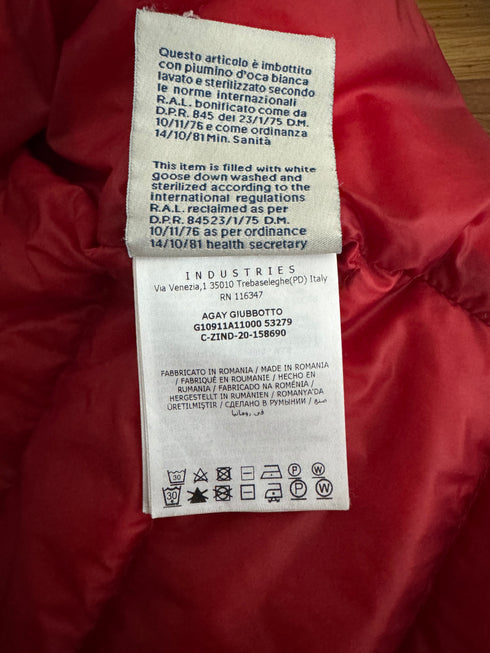 Questo articolo è imbottito
con piumino d'oca bianca
lavato e sterilizzato secondo
le norme internazionali
R.A.L. bonificato come da
D.P.R. 845 del 23/1/75 D.M.
10/11/76 e come ordinanza
14/10/81 Min. Sanità
This item is filled with white
goose down washed and
sterilized according to the
international regulations
R.A.L. reclaimed as per
D.P.R. 84523/1/75 D.M.
10/11/76 as per ordinance
14/10/81 health secretary
INDUSTRIES
Via Venezia,1 35010 Trebaseleghe(PD) Italy
RN 116347
AGAY GIUBBOTTO
G10911A11000 53279
C-ZIND-20-158690
FABBRICATO IN ROMANIA / MADE IN ROMANIA
/ FABRIQUÉ EN ROUMANIE / HECHO EN
RUMANIA / FABRICADO NA ROMÉNIA /
HERGESTELLT IN RUMÄNIEN / ROMANYA'DA
ÜRETILMIŞTIR / СДЕЛАНО В РУМЫНИИ / صنع
في رومانيا
30 P W
30 P W